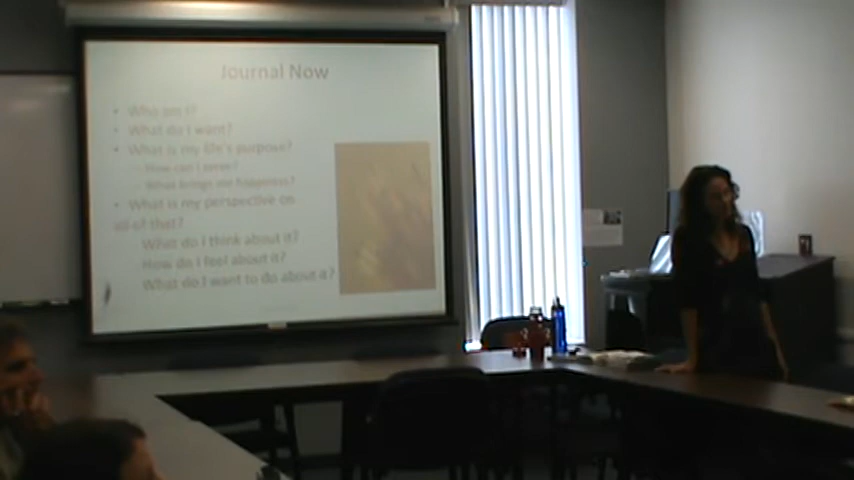 Journal Now
• Who am I?
• What do I want?
• What is my life's purpose?
- How can I serve?
- What brings me happiness?
• What is my perspective on
all of that?
What do I think about it?
How do I feel about it?
What do I want to do about it?